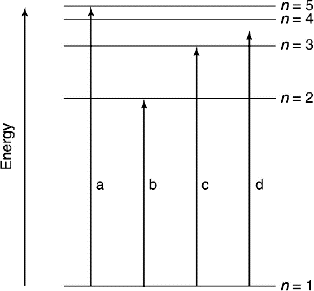 n = 5
n = 4
n = 3
n = 2
Energy
a
b
c
d
n = 1